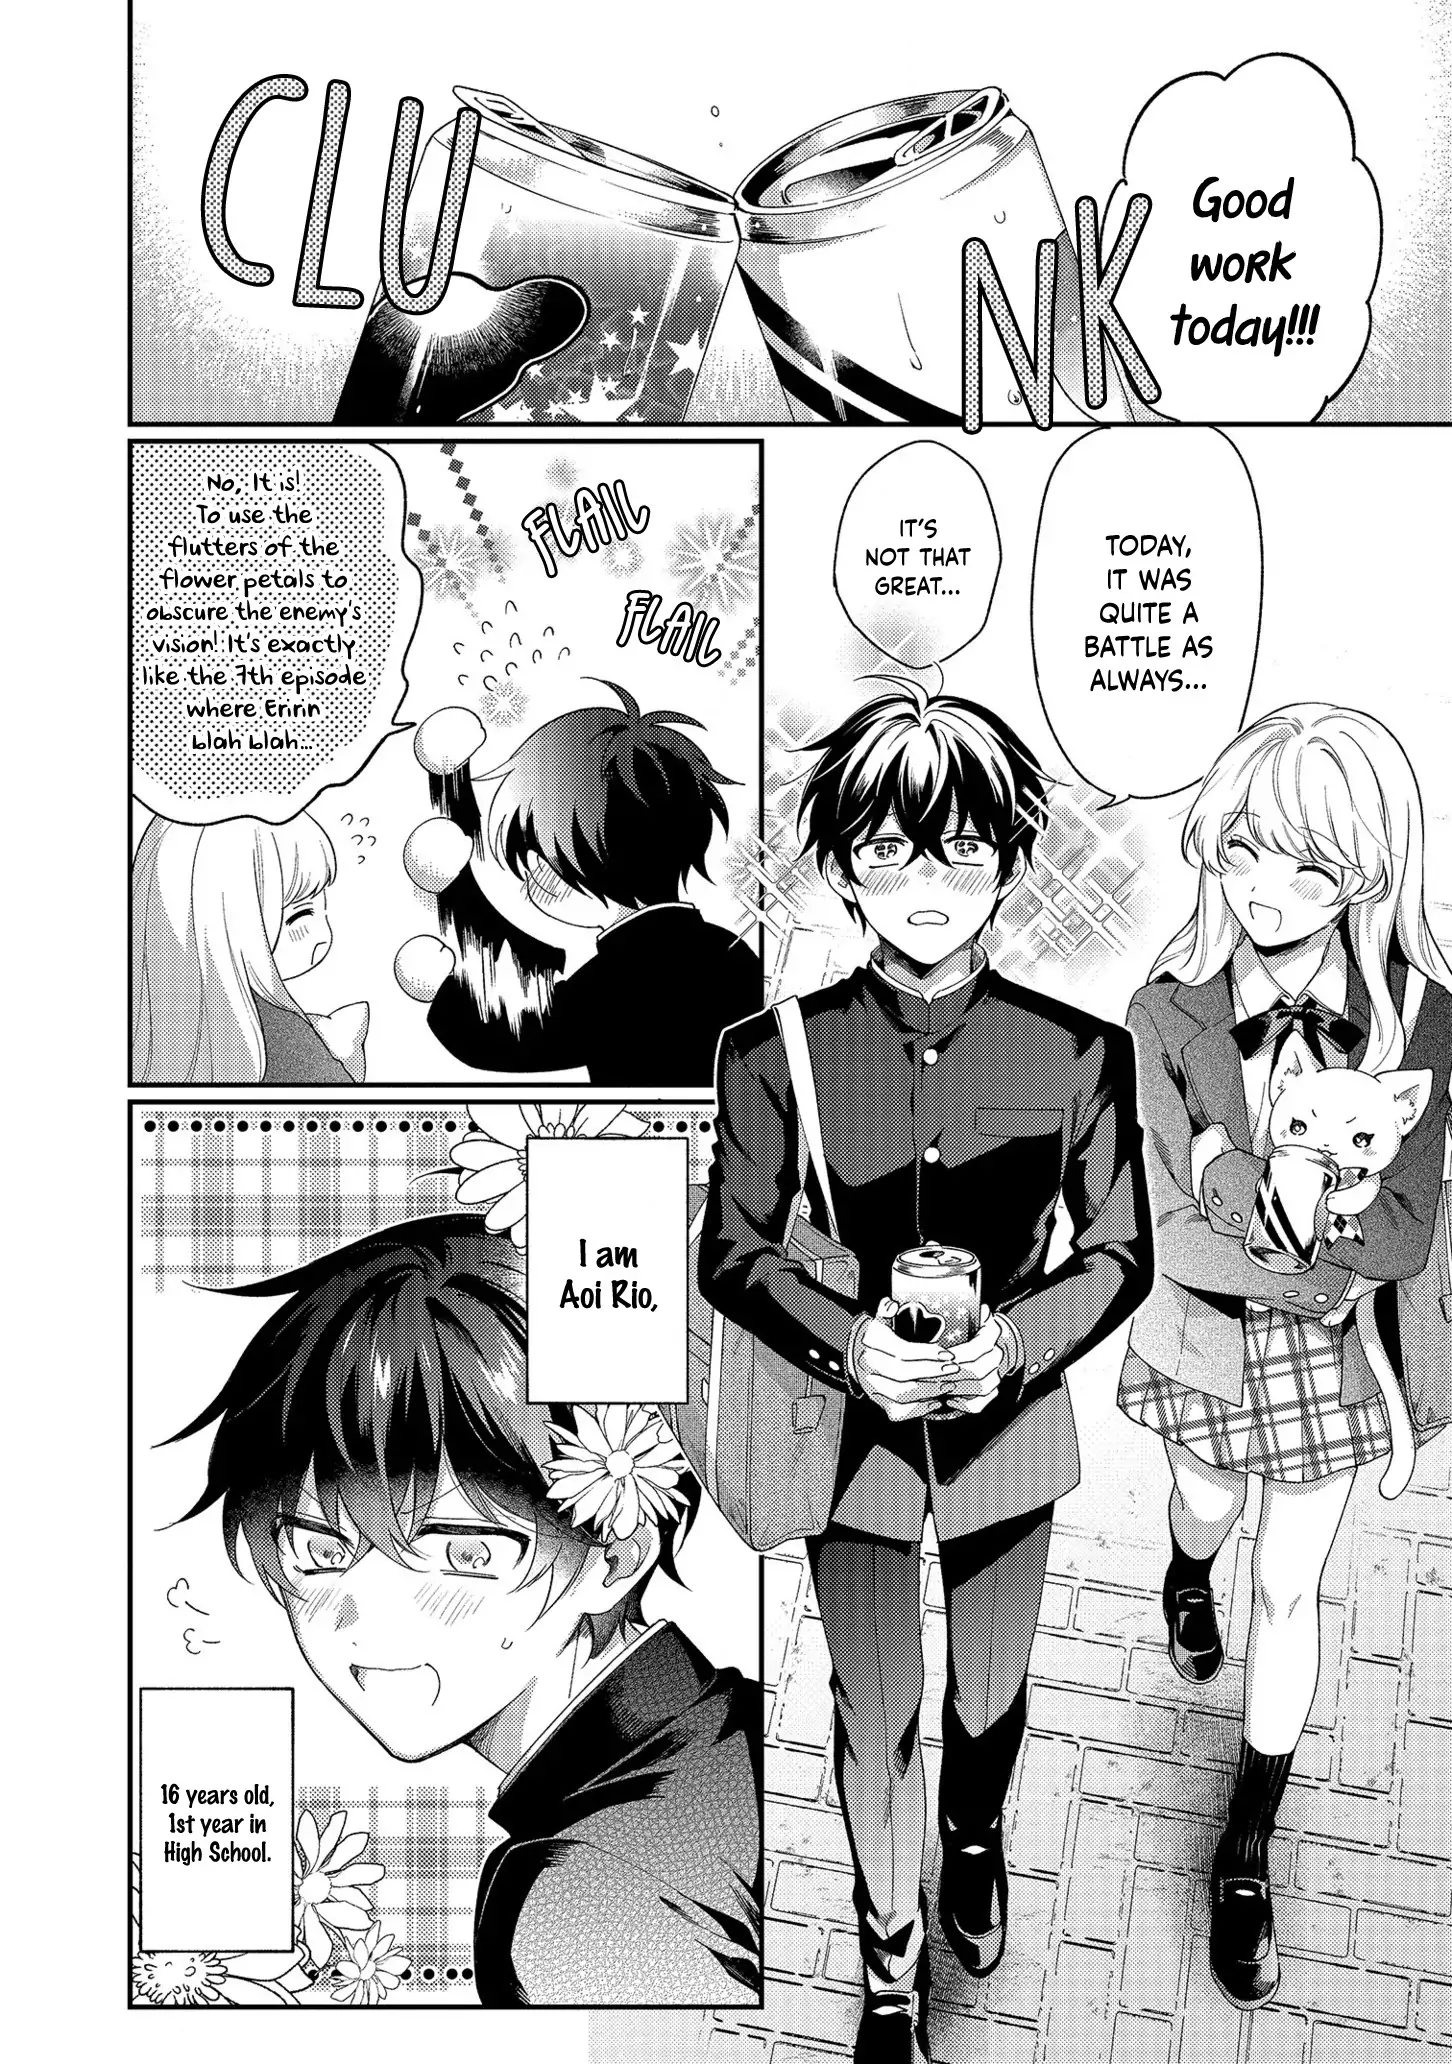 Good
work
today!!!
CLU
NK
TODAY,
IT WAS
QUITE A
BATTLE AS
ALWAYS...
IT'S
NOT THAT
GREAT...
FLAIL
FLAIL
No, It is!
To use the
flutters of the
flower petals to
obscure the enemy's
vision! It's exactly
like the 7th episode
where Eririn
blah blah...
I am
Aoi Rio,
16 years old,
1st year in
High School.